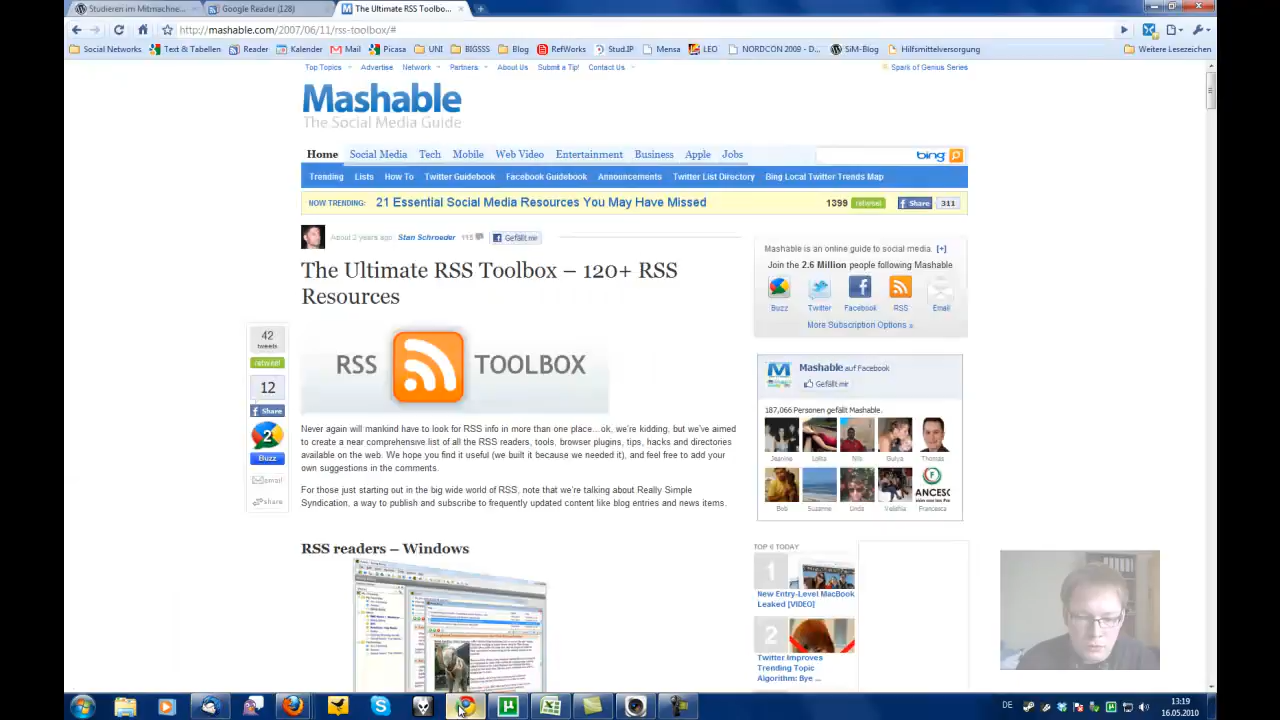 Studieren im Mitmachne...
Google Reader (128)
The Ultimate RSS Toolbo...
http://mashable.com/2007/06/11/rss-toolbox/#
Social Networks Text & Tabellen Reader Kalender Mail Picasa UNI BIGSSS Blog RefWorks Stud.IP Mensa LEO NORDCON 2009 - D... SiM-Blog Hilfsmittelversorgung Weitere Lesezeichen
Top Topics Advertise Network Partners About Us Submit a Tip! Contact Us Spark of Genius Series
Mashable
The Social Media Guide
Home Social Media Tech Mobile Web Video Entertainment Business Apple Jobs bing
Trending Lists How To Twitter Guidebook Facebook Guidebook Announcements Twitter List Directory Bing Local Twitter Trends Map
NOW TRENDING: 21 Essential Social Media Resources You May Have Missed 1399 retweet Share 311
About 2 years ago Stan Schroeder 115 Gefällt mir
The Ultimate RSS Toolbox – 120+ RSS
Resources
42
tweets
retweet
12
Share
2
Buzz
email
share
RSS TOOLBOX
Never again will mankind have to look for RSS info in more than one place…ok, we're kidding, but we've aimed
to create a near comprehensive list of all the RSS readers, tools, browser plugins, tips, hacks and directories
available on the web. We hope you find it useful (we built it because we needed it), and feel free to add your
own suggestions in the comments.
For those just starting out in the big wide world of RSS, note that we're talking about Really Simple
Syndication, a way to publish and subscribe to frequently updated content like blog entries and news items.
RSS readers – Windows
Mashable is an online guide to social media. [+]
Join the 2.6 Million people following Mashable
Buzz Twitter Facebook RSS Email
More Subscription Options »
Mashable auf Facebook
Gefällt mir
187,066 Personen gefällt Mashable.
Jeanine Nils Thomas
ANCESC
Bob Suzanne Linda Francesca
TOP 6 TODAY
1
New Entry-Level MacBook
Leaked [VIDEO]
2
Twitter Improves
Trending Topic
Algorithm: Bye ...
DE
13:19
16.05.2010